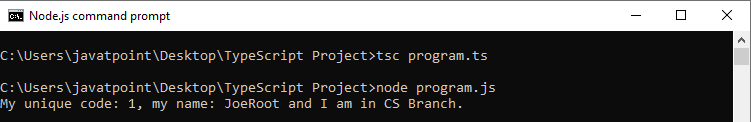 Node.js command prompt
C:\Users\javatpoint\Desktop\TypeScript Project>tsc program.ts
C:\Users\javatpoint\Desktop\TypeScript Project>node program.js
My unique code: 1, my name: JoeRoot and I am in CS Branch.